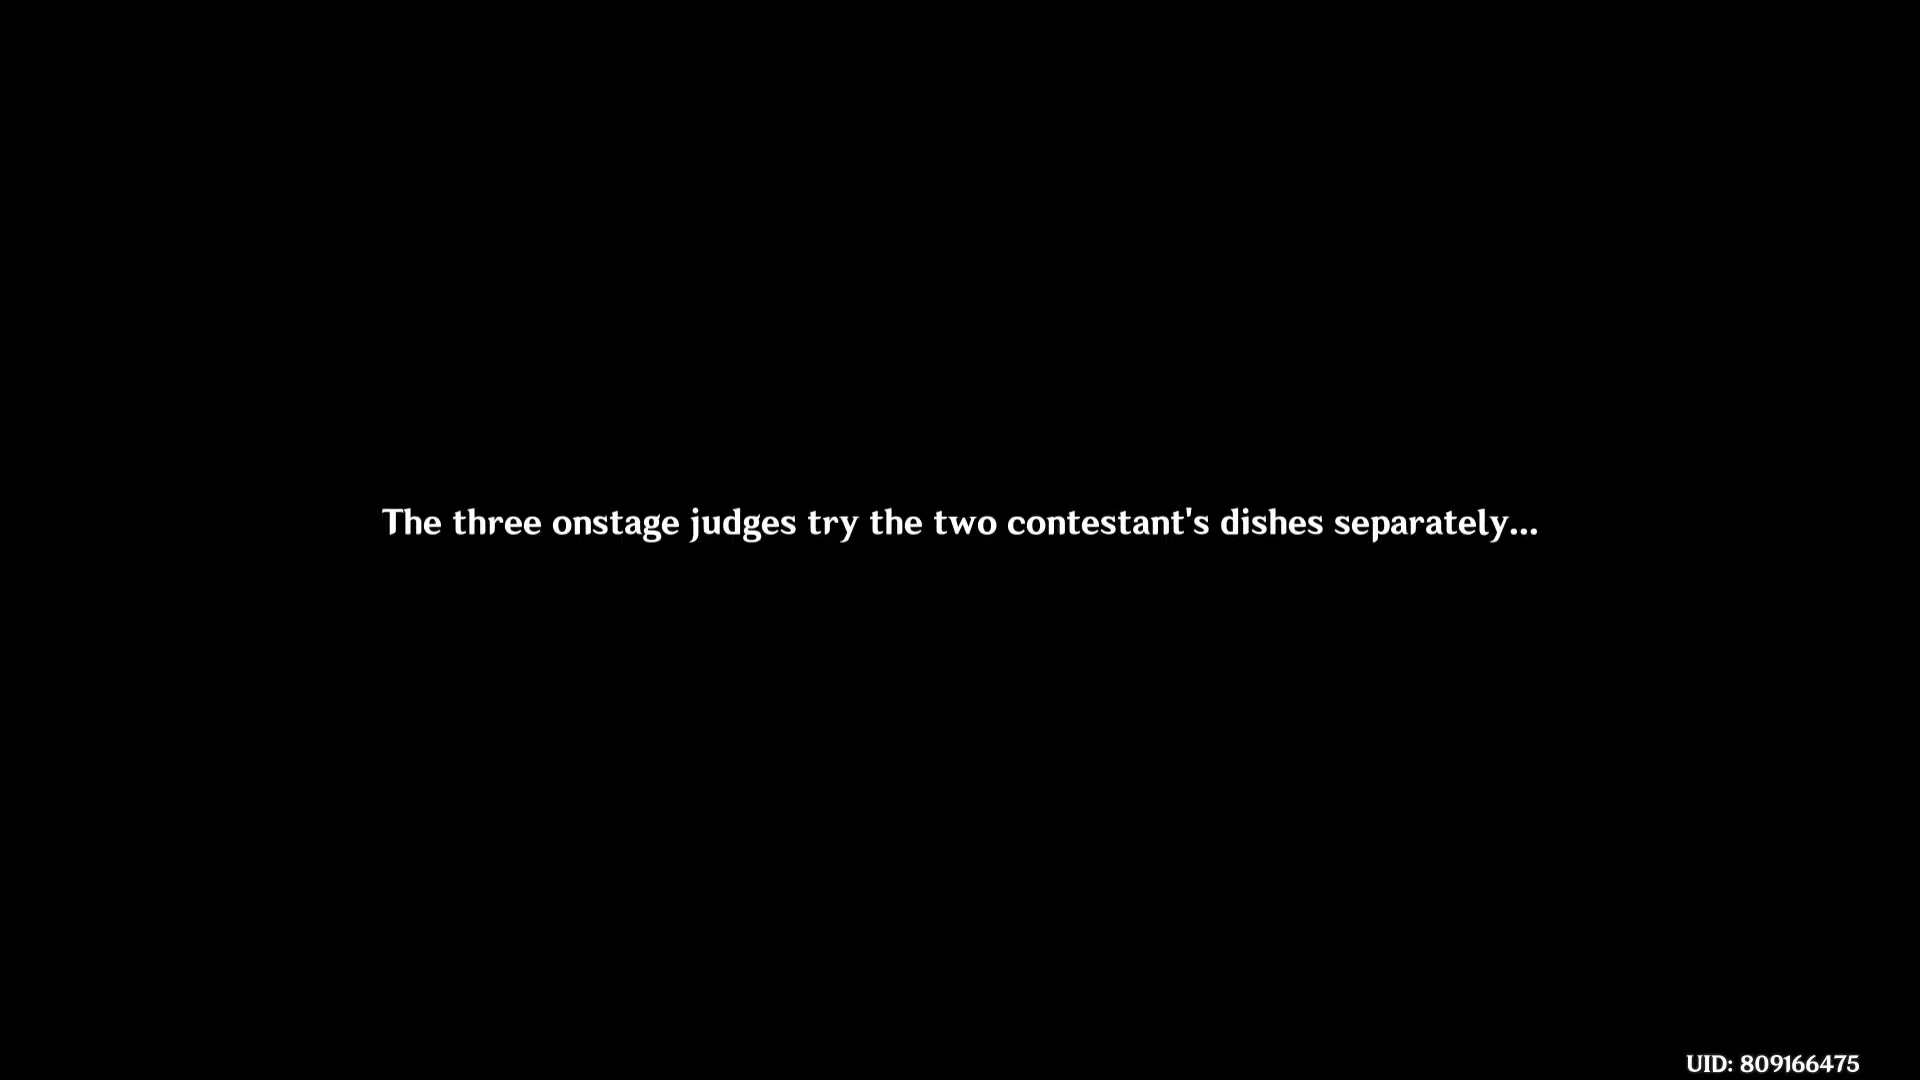 The three onstage judges try the two contestant's dishes separately...
UID: 809166475